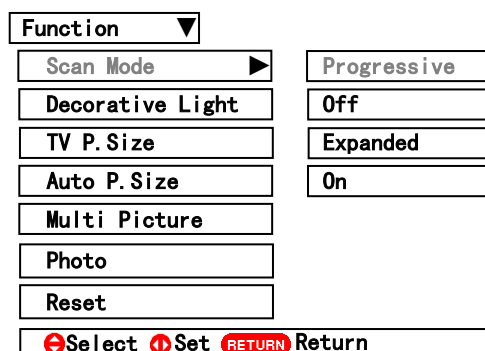 Function ▼
Scan Mode ▶ Progressive
Decorative Light Off
TV P.Size Expanded
Auto P.Size On
Multi Picture
Photo
Reset
Select Set RETURN Return